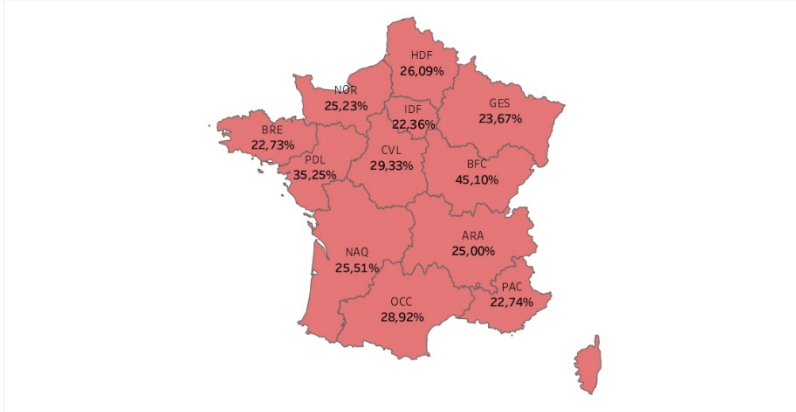 HDF
26,09%
NOR
25,23%
IDF
22,36%
GES
23,67%
BRE
22,73%
PDL
35,25%
CVL
29,33%
BFC
45,10%
NAQ
25,51%
ARA
25,00%
OCC
28,92%
PAC
22,74%